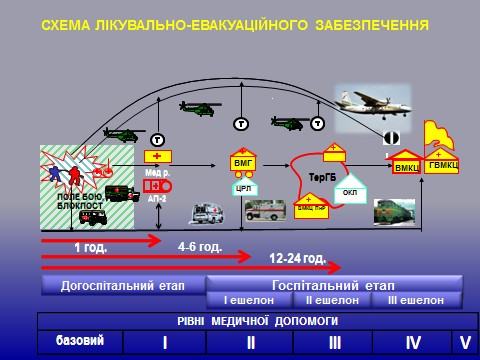 СХЕМА ЛІКУВАЛЬНО-ЕВАКУАЦІЙНОГО ЗАБЕЗПЕЧЕННЯ
Т
Т
Т
ПОЛЕ БОЮ,
БЛОКПОСТ
Мед р.
АП-2
ВМГ
ЦРЛ
ТерГБ
ОКЛ
ВМКЦ
ГВМКЦ
1 год.
4-6 год.
12-24 год.
Догоспітальний етап
Госпітальний етап
І ешелон
ІІ ешелон
ІІІ ешелон
РІВНІ МЕДИЧНОЇ ДОПОМОГИ
базовий
I
II
III
IV
V